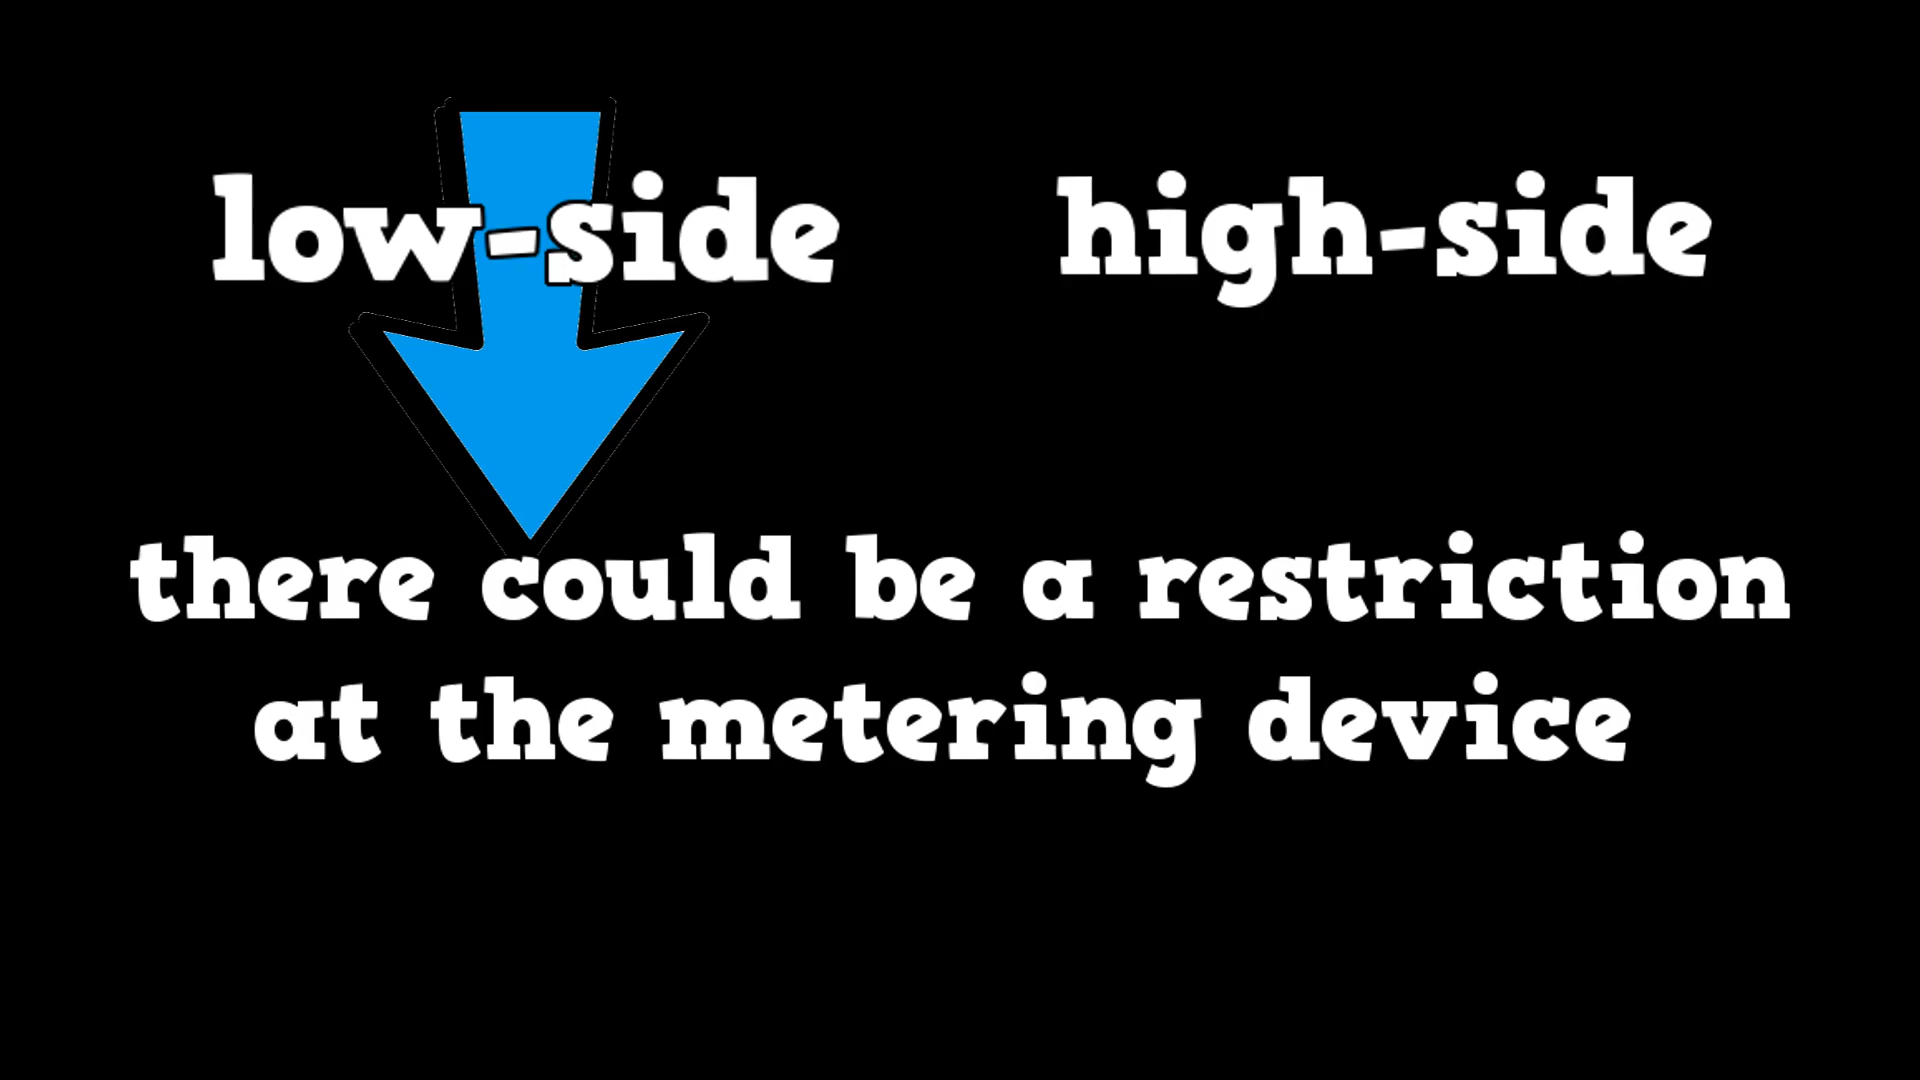 low-side high-side
there could be a restriction
at the metering device